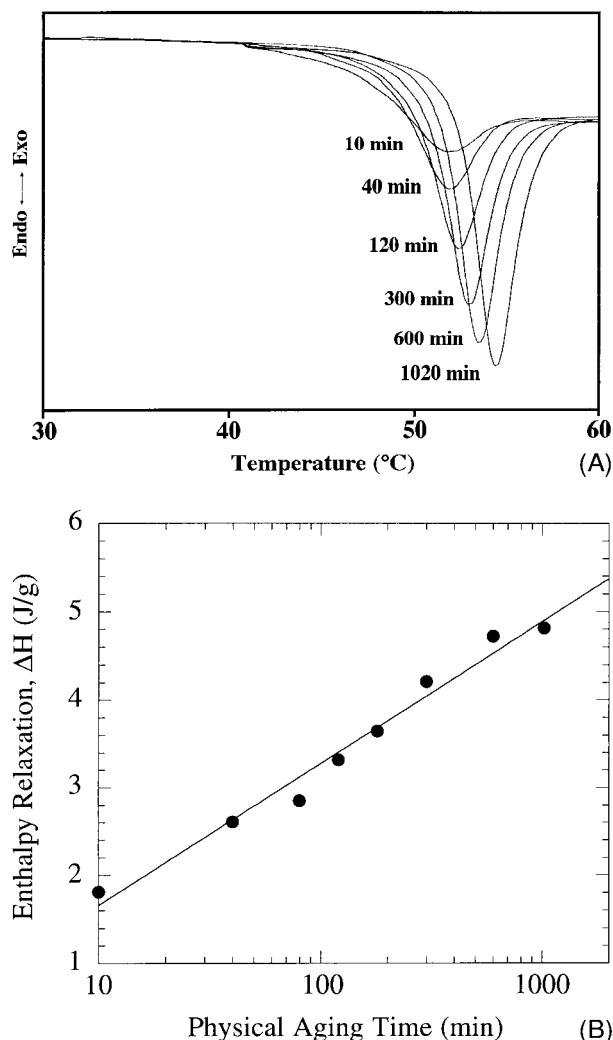 Endo ⟷ Exo
10 min
40 min
120 min
300 min
600 min
1020 min
30 40 50 60
Temperature (°C)
(A)
Enthalpy Relaxation, ΔH (J/g)
6
5
4
3
2
1
10 100 1000
Physical Aging Time (min)
(B)